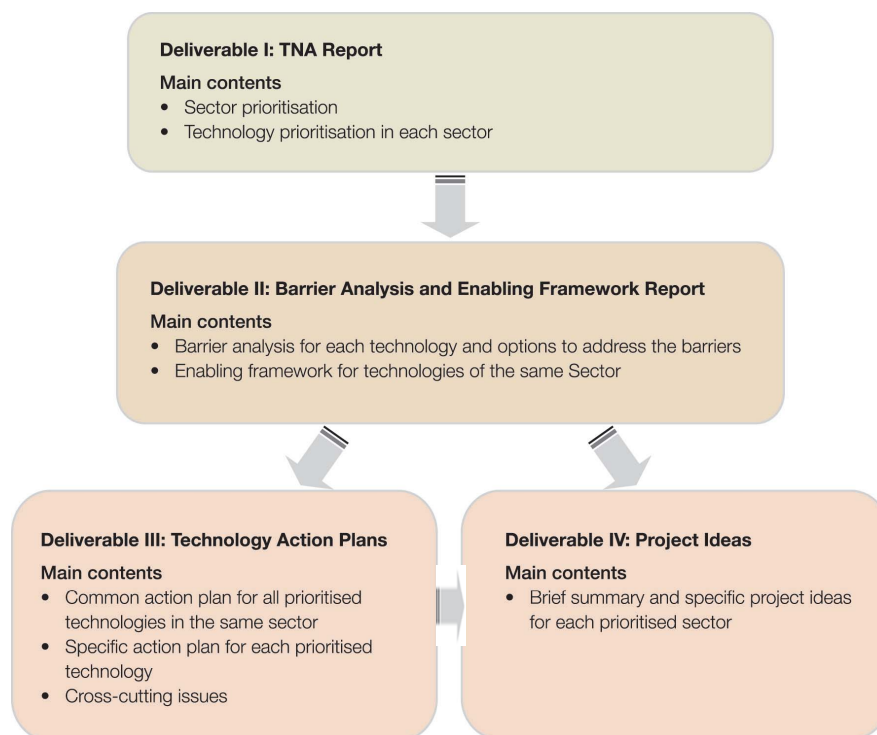 Deliverable I: TNA Report
Main contents
• Sector prioritisation
• Technology prioritisation in each sector
Deliverable II: Barrier Analysis and Enabling Framework Report
Main contents
• Barrier analysis for each technology and options to address the barriers
• Enabling framework for technologies of the same Sector
Deliverable III: Technology Action Plans
Main contents
• Common action plan for all prioritised
technologies in the same sector
• Specific action plan for each prioritised
technology
• Cross-cutting issues
Deliverable IV: Project Ideas
Main contents
• Brief summary and specific project ideas
for each prioritised sector